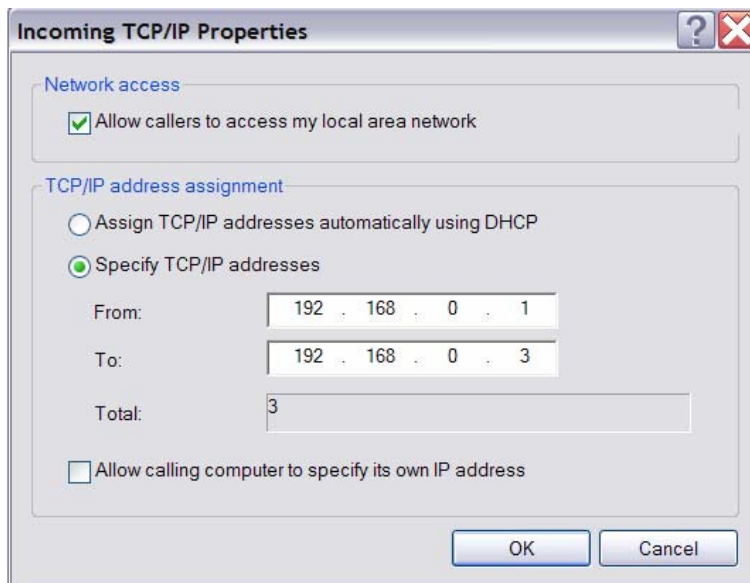 Incoming TCP/IP Properties
Network access
Allow callers to access my local area network
TCP/IP address assignment
Assign TCP/IP addresses automatically using DHCP
Specify TCP/IP addresses
From: 192 . 168 . 0 . 1
To: 192 . 168 . 0 . 3
Total: 3
Allow calling computer to specify its own IP address
OK Cancel